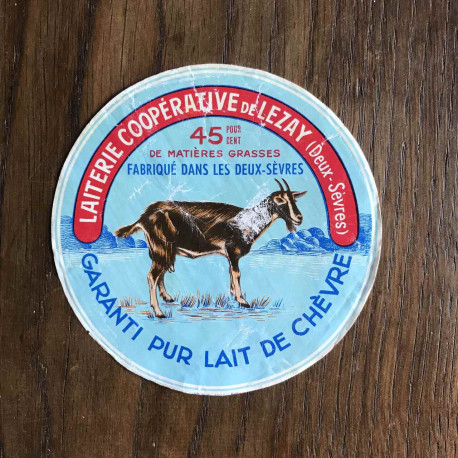 LAITERIE COOPÉRATIVE DE LEZAY (Deux-Sèvres)
45 POUR CENT
DE MATIÈRES GRASSES
FABRIQUÉ DANS LES DEUX-SÈVRES
GARANTI PUR LAIT DE CHÈVRE